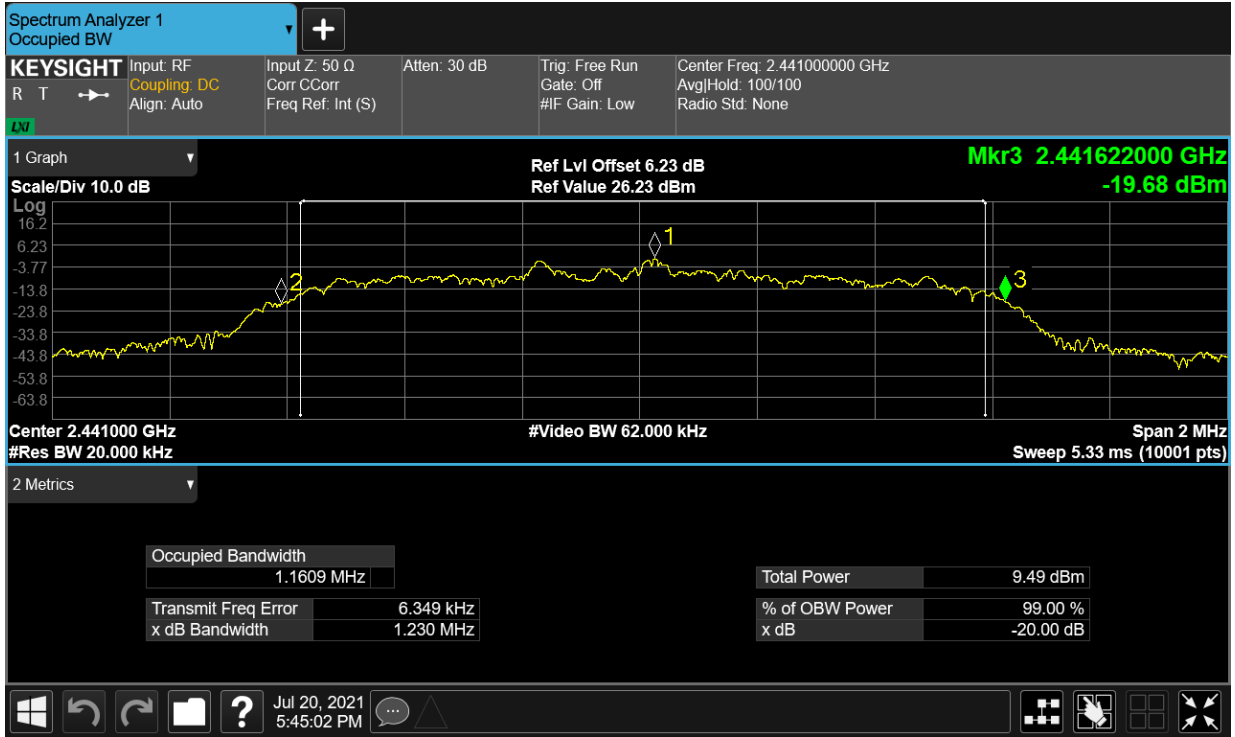 Spectrum Analyzer 1
Occupied BW
KEYSIGHT
R T
LXI
Input: RF
Coupling: DC
Align: Auto
Input Z: 50 Ω
Corr CCorr
Freq Ref: Int (S)
Atten: 30 dB
Trig: Free Run
Gate: Off
#IF Gain: Low
Center Freq: 2.441000000 GHz
Avg|Hold: 100/100
Radio Std: None
1 Graph
Scale/Div 10.0 dB
Ref Lvl Offset 6.23 dB
Ref Value 26.23 dBm
Mkr3 2.441622000 GHz
-19.68 dBm
Log
16.2
6.23
-3.77
-13.8
-23.8
-33.8
-43.8
-53.8
-63.8
1
2
3
Center 2.441000 GHz
#Res BW 20.000 kHz
#Video BW 62.000 kHz
Span 2 MHz
Sweep 5.33 ms (10001 pts)
2 Metrics
Occupied Bandwidth
1.1609 MHz
Transmit Freq Error 6.349 kHz
x dB Bandwidth 1.230 MHz
Total Power 9.49 dBm
% of OBW Power 99.00 %
x dB -20.00 dB
?
Jul 20, 2021
5:45:02 PM